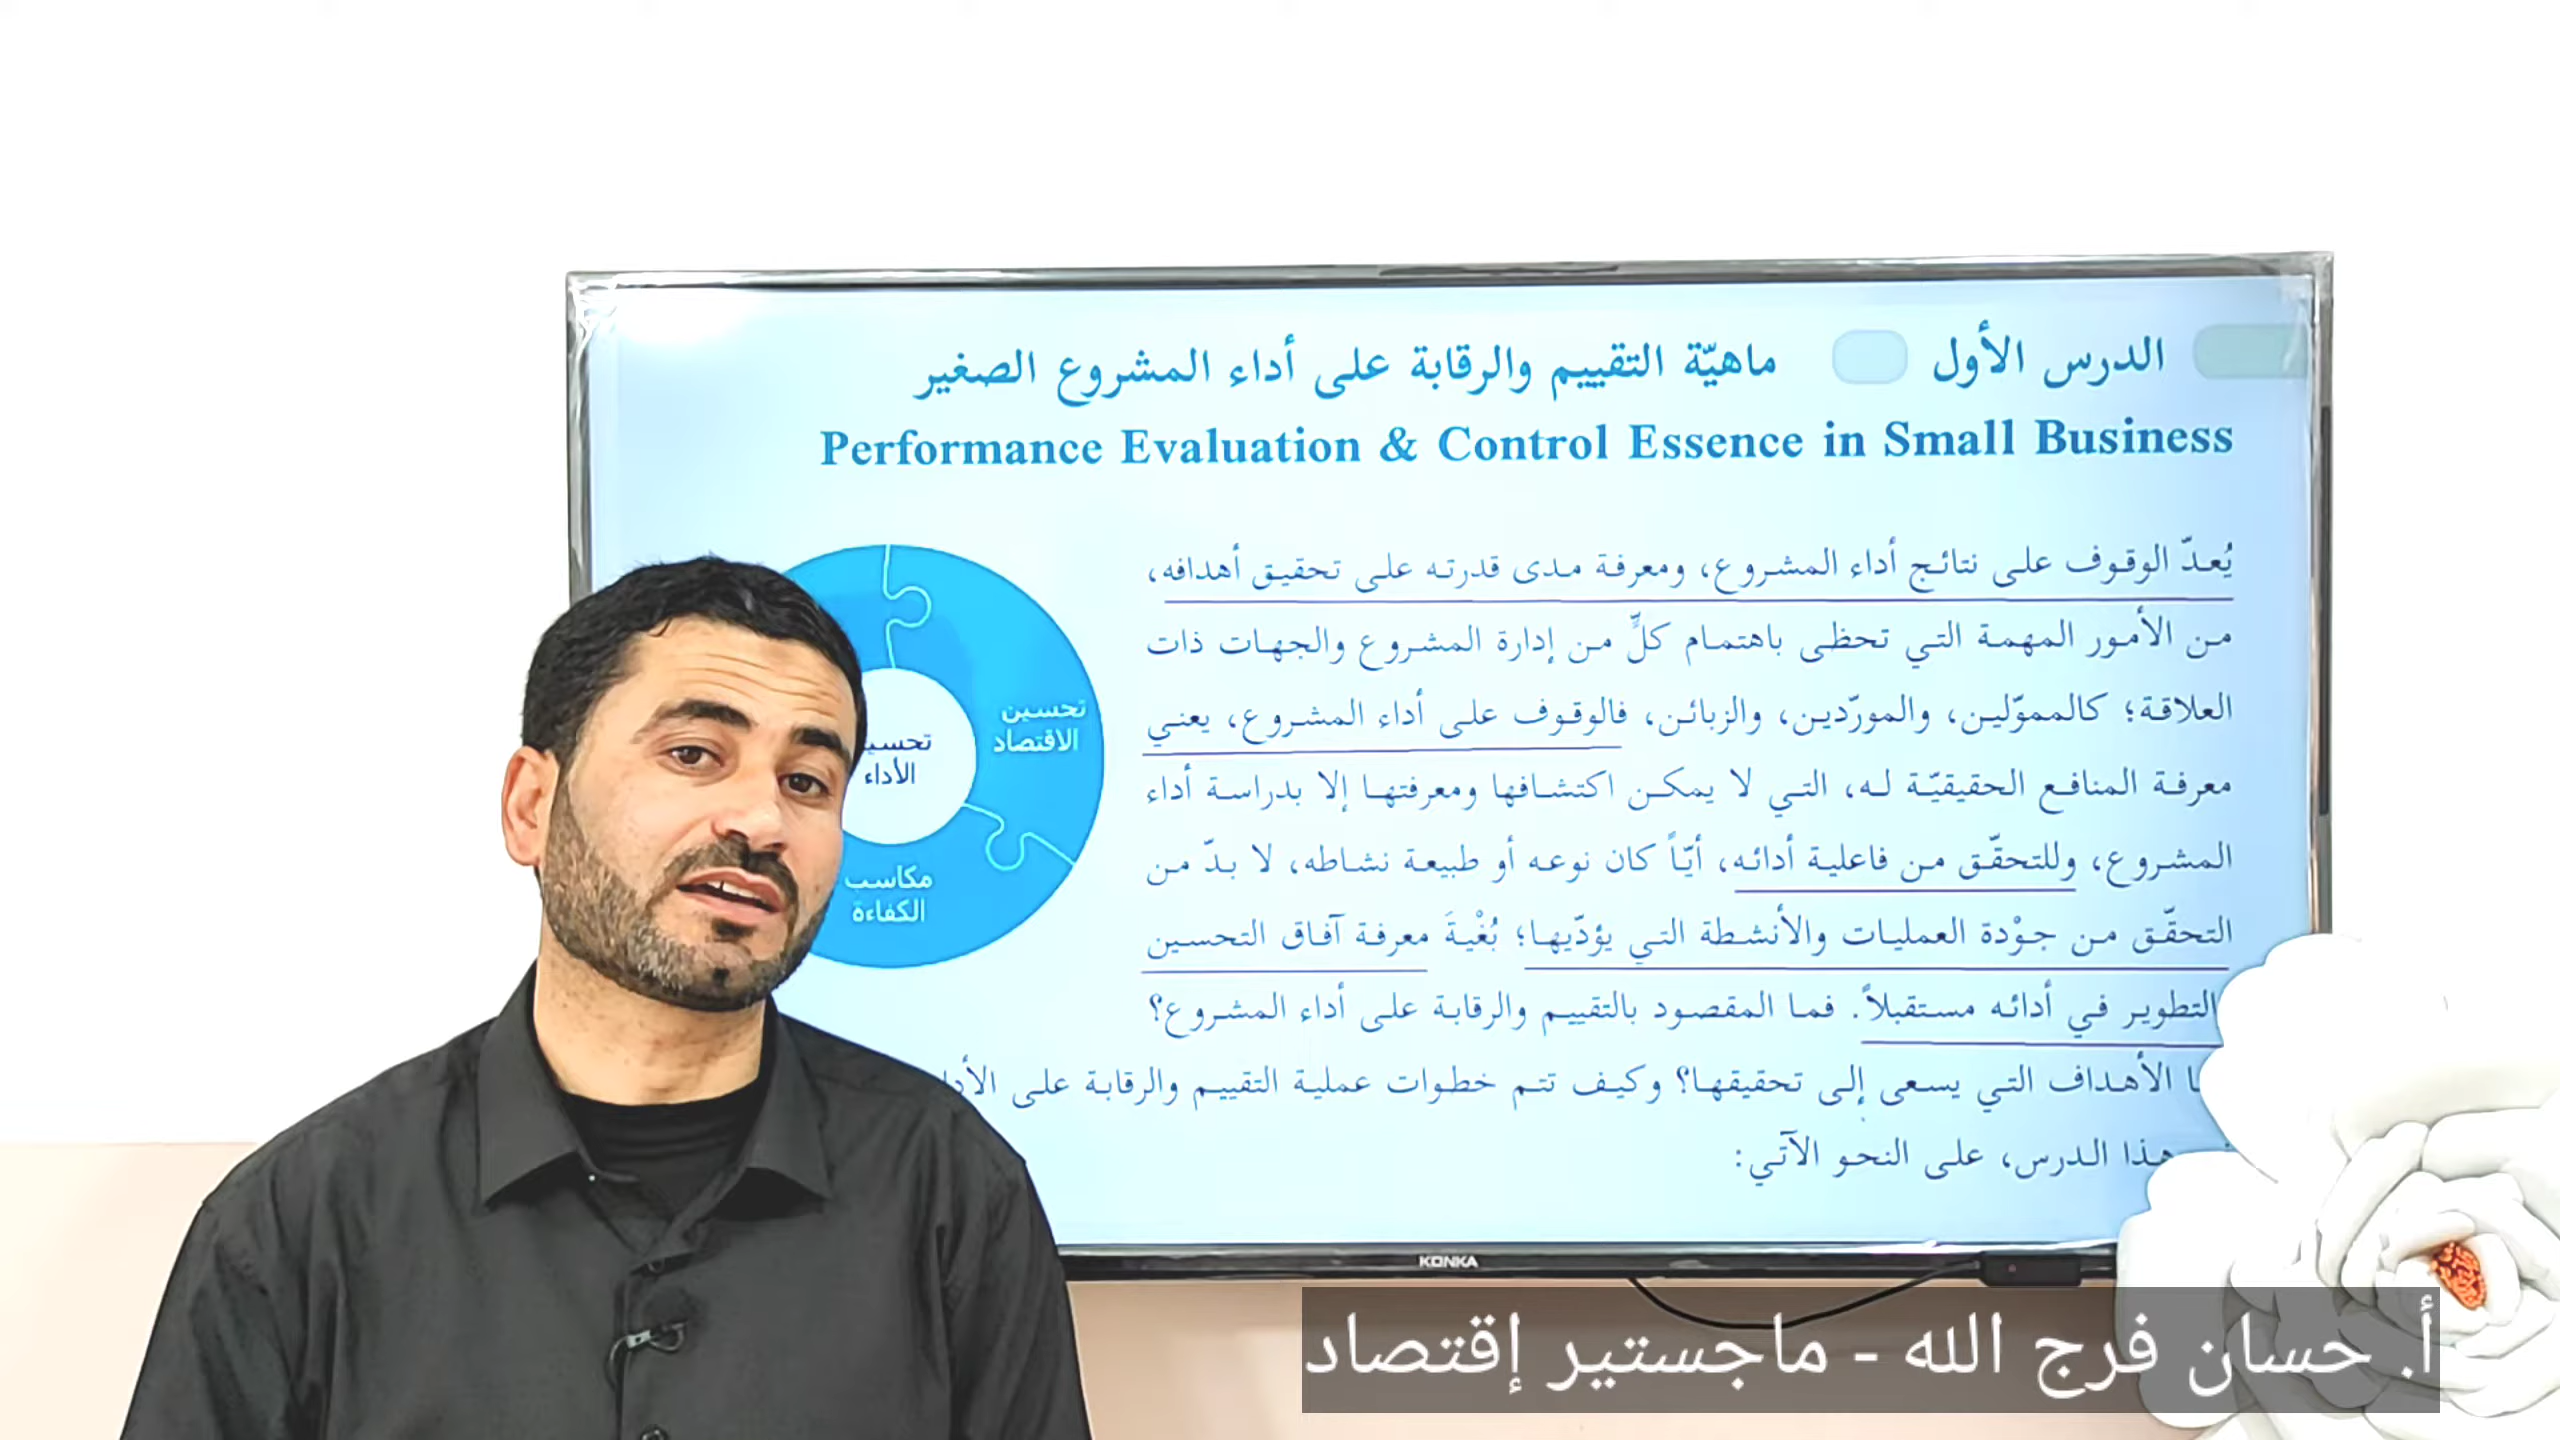 الدرس الأول ماهيّة التقييم والرقابة على أداء المشروع الصغير
Performance Evaluation & Control Essence in Small Business
يُعدّ الوقوف على نتائج أداء المشروع، ومعرفة مدى قدرته على تحقيق أهدافه،
من الأمور المهمة التي تحظى باهتمام كلٍّ من إدارة المشروع والجهات ذات
العلاقة؛ كالمموّلين، والمورّدين، والزبائن، فالوقوف على أداء المشروع، يعني
معرفة المنافع الحقيقيّة له، التي لا يمكن اكتشافها ومعرفتها إلا بدراسة أداء
المشروع، وللتحقّق من فاعلية أدائه، أيّاً كان نوعه أو طبيعة نشاطه، لا بدّ من
التحقّق من جوْدة العمليات والأنشطة التي يؤدّيها؛ بُغْيةَ معرفة آفاق التحسين
التطوير في أدائه مستقبلاً. فما المقصود بالتقييم والرقابة على أداء المشروع؟
الأهداف التي يسعى إلى تحقيقها؟ وكيف تتم خطوات عملية التقييم والرقابة على
هذا الدرس، على النحو الآتي:
تحسين
الاقتصاد
الأداء
مكاسب
الكفاءة
KONKA
أ. حسان فرج الله - ماجستير إقتصاد